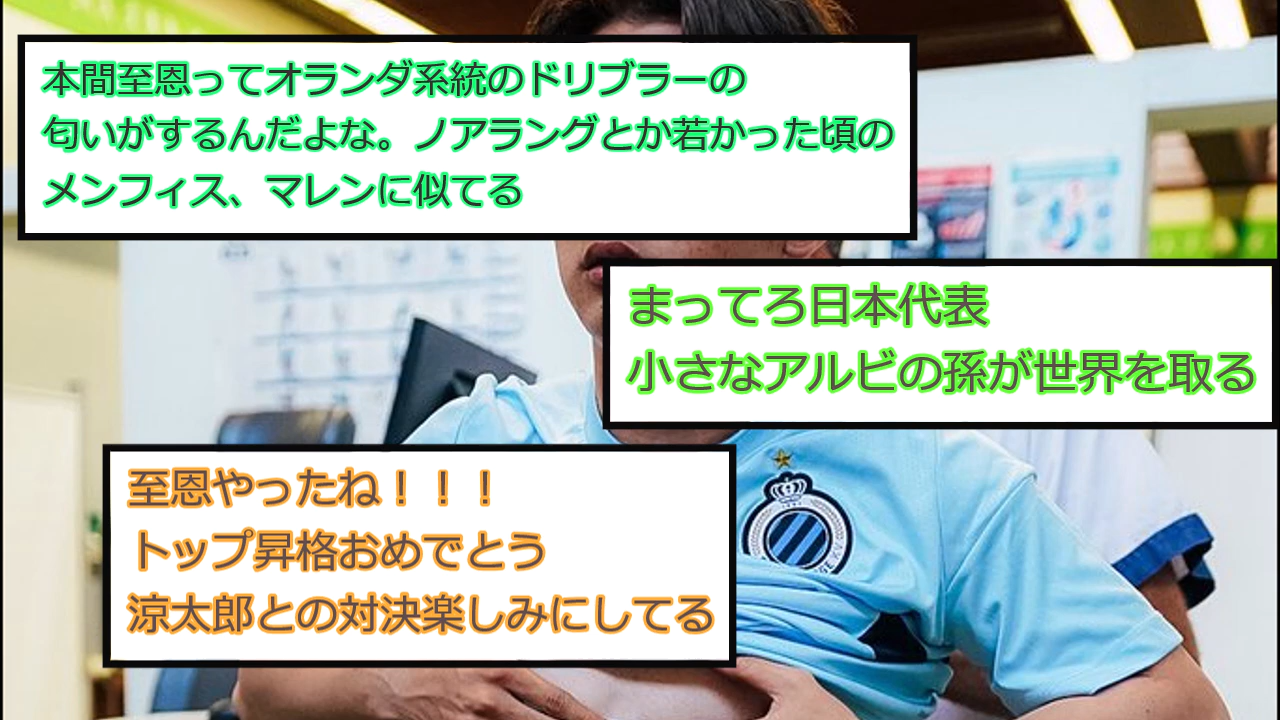 本間至恩ってオランダ系統のドリブラーの
匂いがするんだよな。ノアラングとか若かった頃の
メンフィス、マレンに似てる
まってろ日本代表
小さなアルビの孫が世界を取る
至恩やったね！！！
トップ昇格おめでとう
涼太郎との対決楽しみにしてる